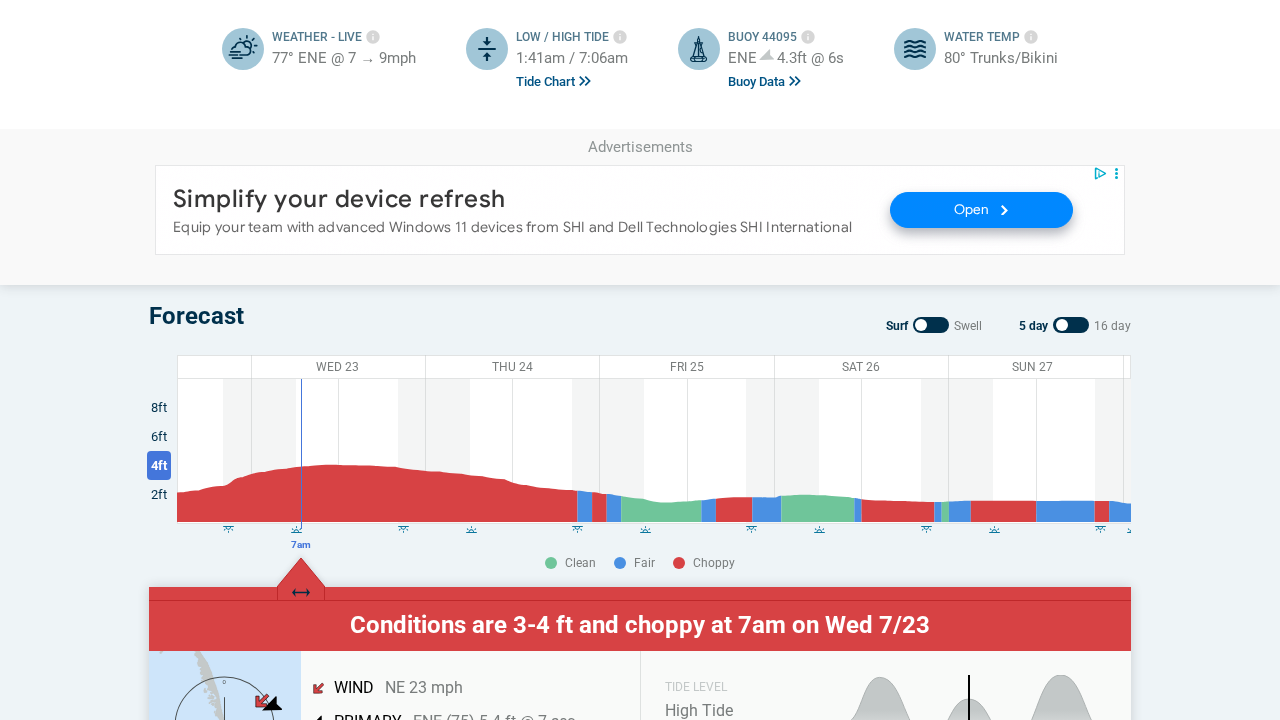 WEATHER - LIVE
77° ENE @ 7 → 9mph
LOW / HIGH TIDE
1:41am / 7:06am
Tide Chart
BUOY 44095
ENE 4.3ft @ 6s
Buoy Data
WATER TEMP
80° Trunks/Bikini
Advertisements
Simplify your device refresh
Equip your team with advanced Windows 11 devices from SHI and Dell Technologies SHI International
Open
Forecast
Surf Swell
5 day 16 day
WED 23 THU 24 FRI 25 SAT 26 SUN 27
8ft
6ft
4ft
2ft
7am
Clean Fair Choppy
Conditions are 3-4 ft and choppy at 7am on Wed 7/23
WIND NE 23 mph
TIDE LEVEL
High Tide
PRIMARY ENE (75) 5.4 ft @ 7 sec